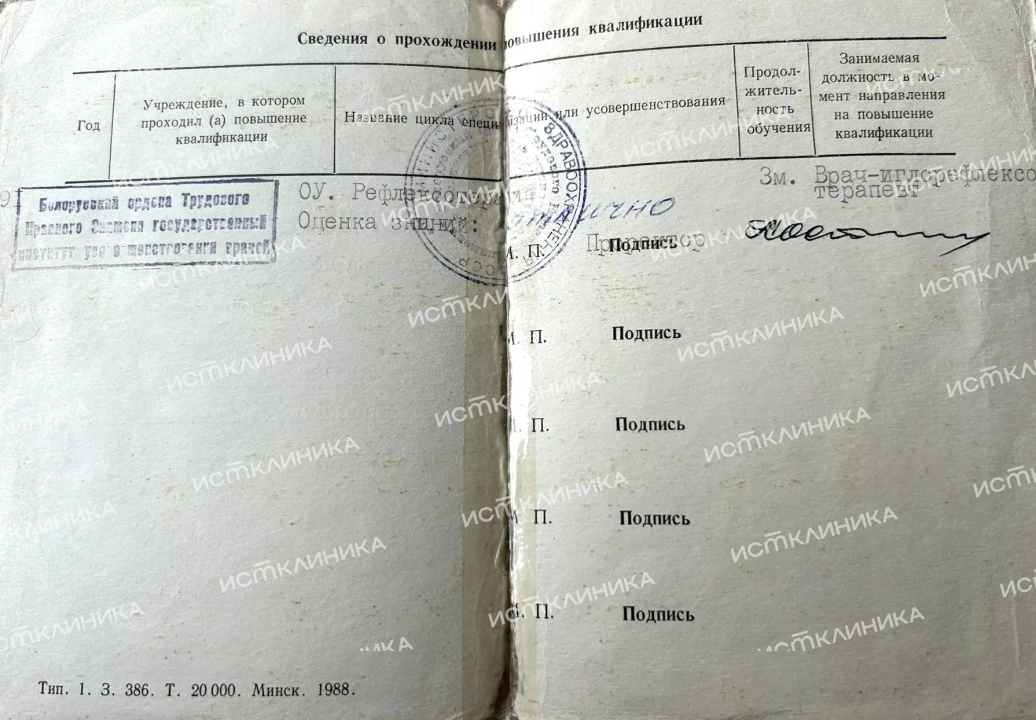 Сведения о прохождении повышения квалификации
Год
Учреждение, в котором
проходил (а) повышение
квалификации
Название цикла специализации или усовершенствования
Продол-
житель-
ность
обучения
Занимаемая
должность в мо-
мент направления
на повышение
квалификации
Белорусский ордена Трудового
Красного Знамени государственный
институт усовершенствования врачей
ОУ. Рефлексотерапия
Оценка знаний: отлично
3м. Врач-иглорефлексо
терапевт
М. П. Проректор Подпись
М. П. Подпись
М. П. Подпись
М. П. Подпись
М. П. Подпись
Тип. 1. З. 386. Т. 20 000. Минск. 1988.
ИСТКЛИНИКА